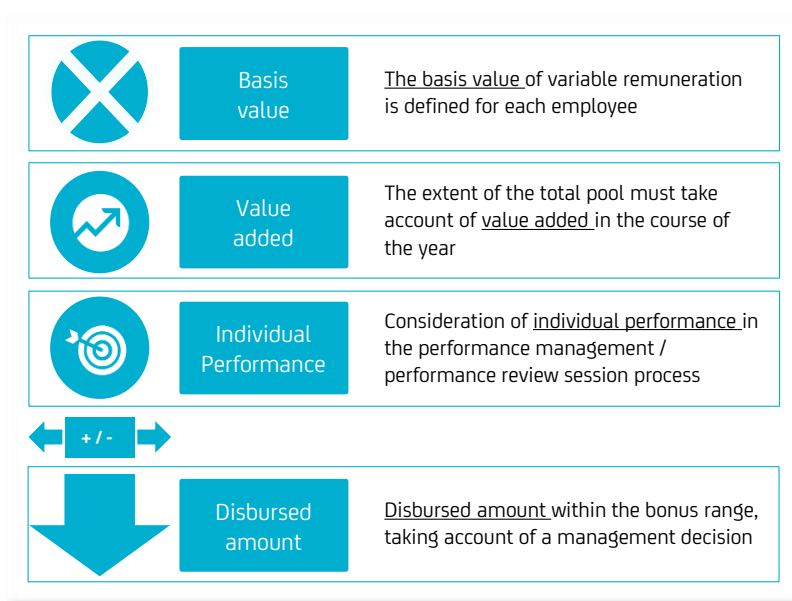 Basis
value
The basis value of variable remuneration
is defined for each employee
Value
added
The extent of the total pool must take
account of value added in the course of
the year
Individual
Performance
Consideration of individual performance in
the performance management /
performance review session process
+ / -
Disbursed
amount
Disbursed amount within the bonus range,
taking account of a management decision